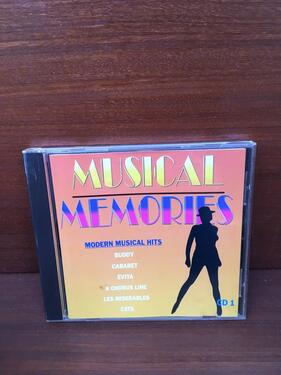 MUSICAL
MEMORIES
MODERN MUSICAL HITS
BUDDY
CABARET
EVITA
A CHORUS LINE
LES MISERABLES
CATS
CD 1